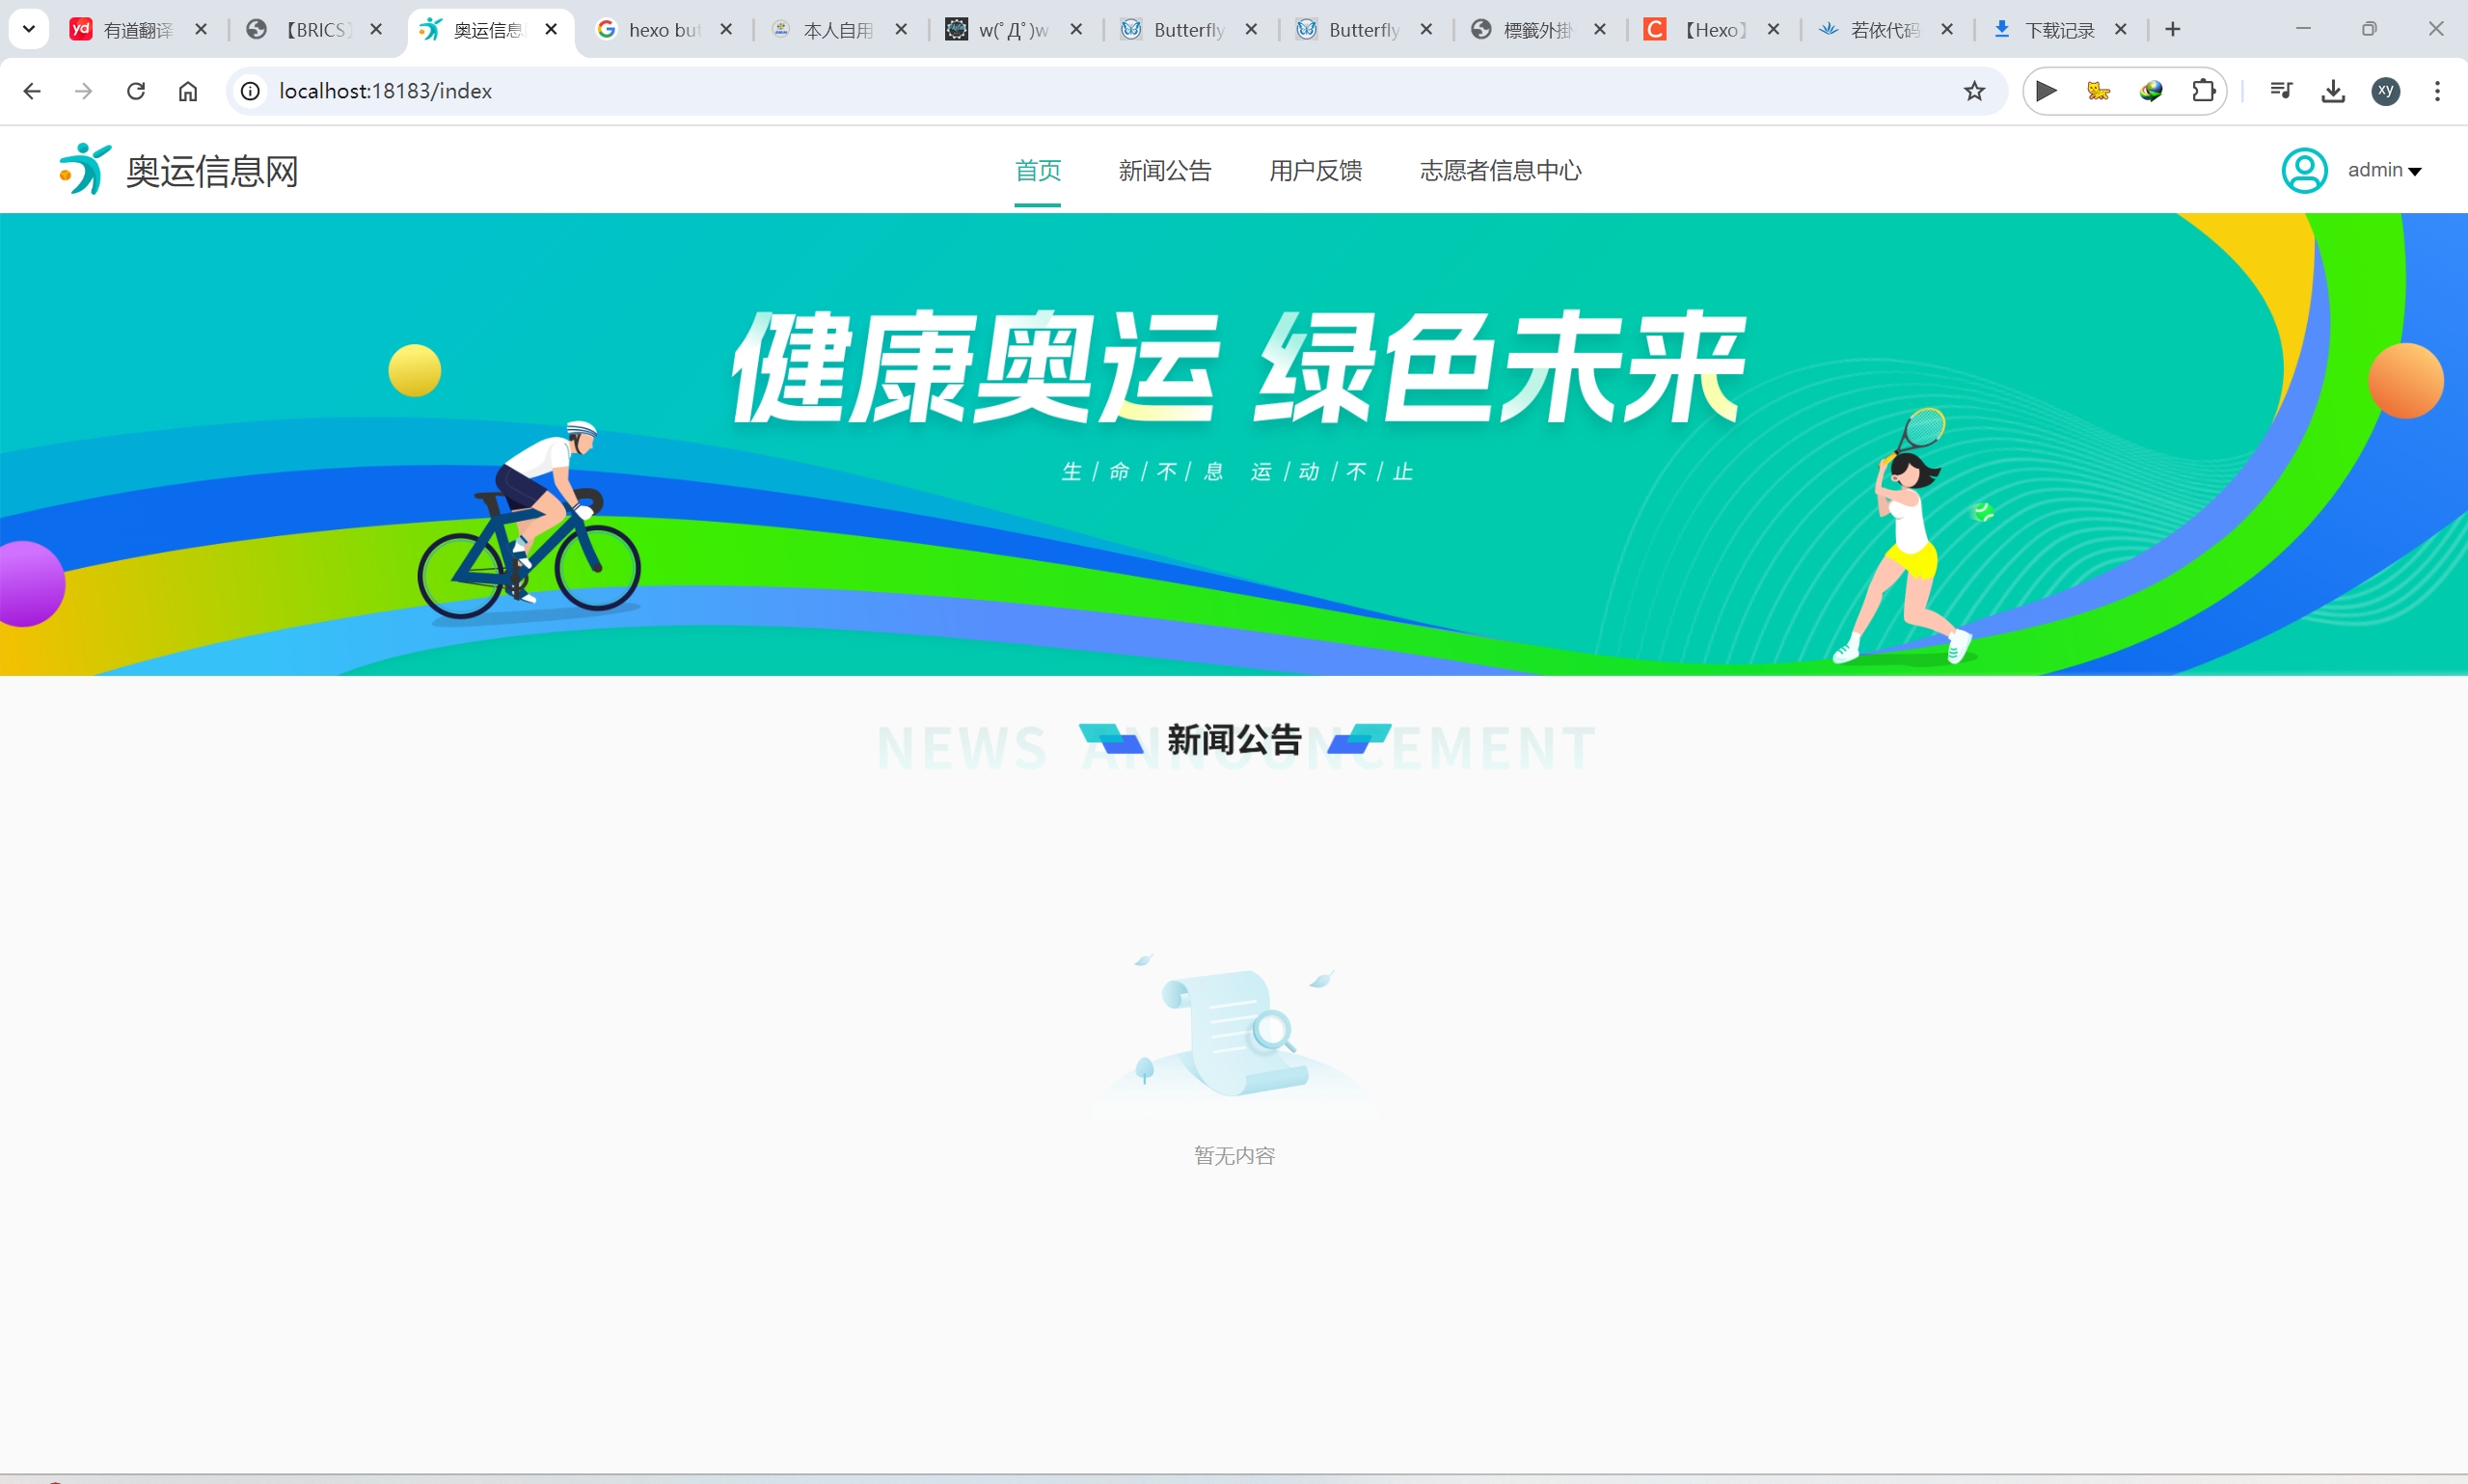 有道翻译
【BRICS】
奥运信息
hexo but
本人自用
w(ﾟДﾟ)w
Butterfly
Butterfly
標籤外掛
【Hexo】
若依代码
下载记录
localhost:18183/index
xy
奥运信息网
首页
新闻公告
用户反馈
志愿者信息中心
admin
健康奥运 绿色未来
生/命/不/息 运/动/不/止
NEWS ANNOUNCEMENT
新闻公告
暂无内容